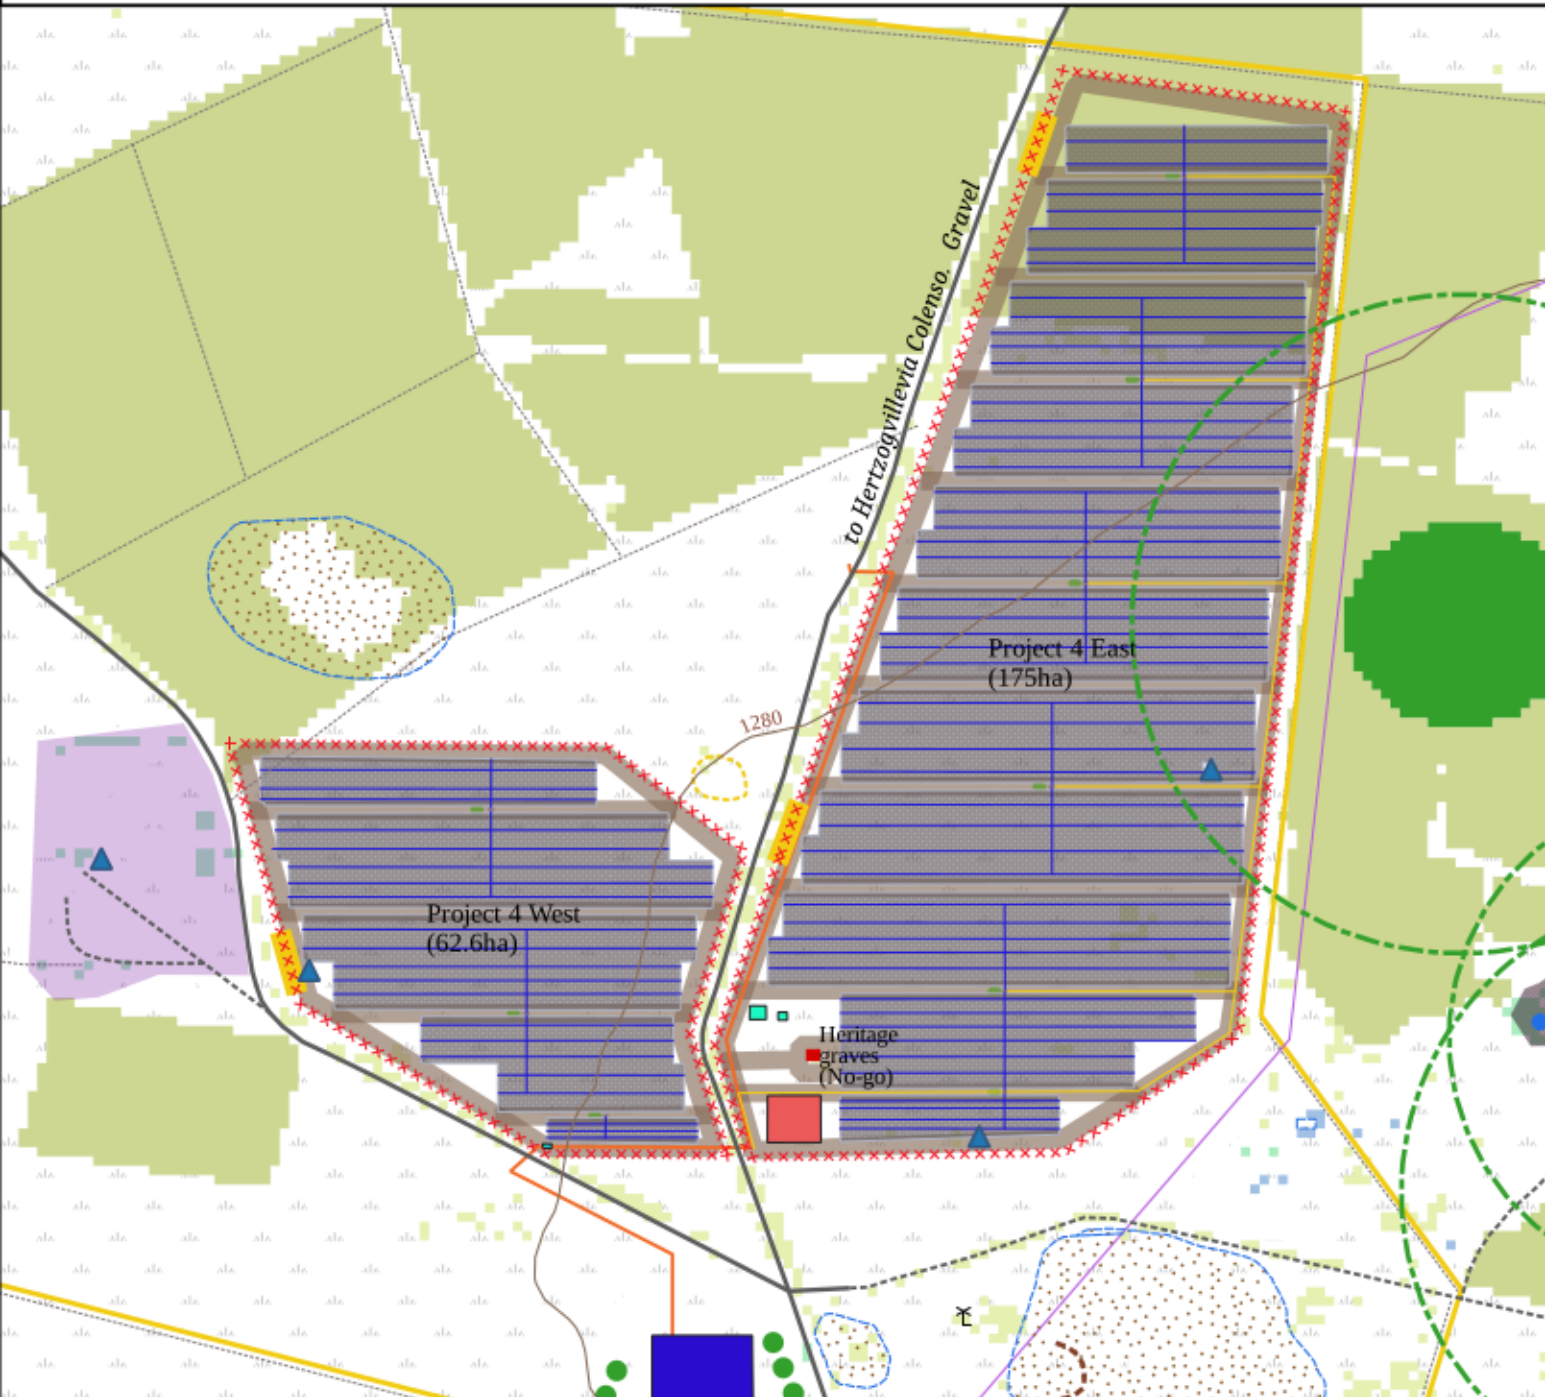 to Hertzogvillevia Colenso. Gravel
Project 4 East
(175ha)
1280
Project 4 West
(62.6ha)
Heritage
graves
(No-go)